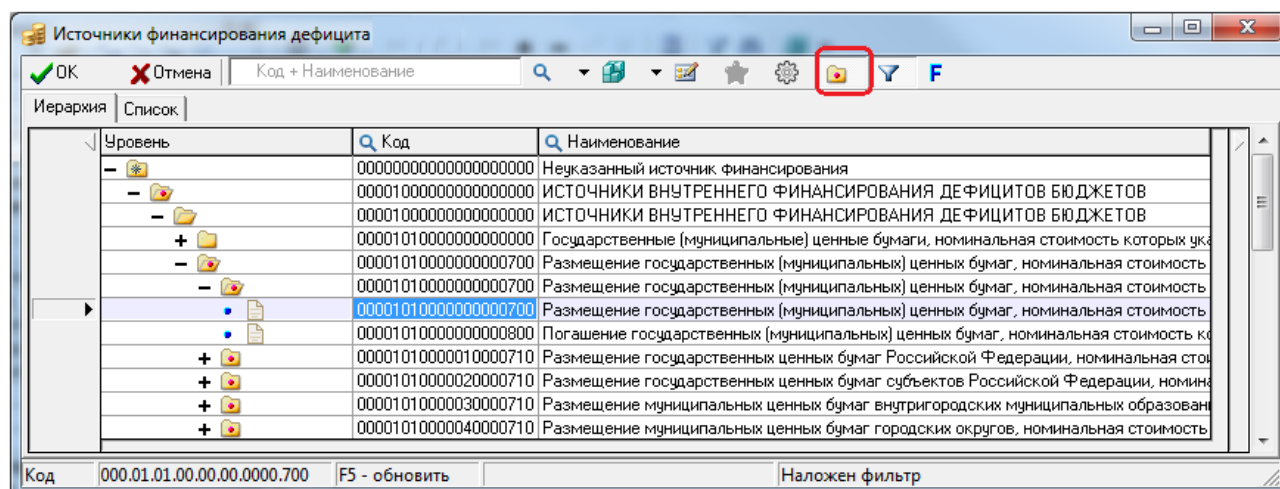 Источники финансирования дефицита
OK Отмена Код + Наименование F
Иерархия Список
Уровень Код Наименование
00000000000000000000 Неуказанный источник финансирования
00001000000000000000 ИСТОЧНИКИ ВНУТРЕННЕГО ФИНАНСИРОВАНИЯ ДЕФИЦИТОВ БЮДЖЕТОВ
00001000000000000000 ИСТОЧНИКИ ВНУТРЕННЕГО ФИНАНСИРОВАНИЯ ДЕФИЦИТОВ БЮДЖЕТОВ
00001010000000000000 Государственные (муниципальные) ценные бумаги, номинальная стоимость которых ука
00001010000000000700 Размещение государственных (муниципальных) ценных бумаг, номинальная стоимость
00001010000000000700 Размещение государственных (муниципальных) ценных бумаг, номинальная стоимость
00001010000000000700 Размещение государственных (муниципальных) ценных бумаг, номинальная стоимость
00001010000000000800 Погашение государственных (муниципальных) ценных бумаг, номинальная стоимость ко
00001010000010000710 Размещение государственных ценных бумаг Российской Федерации, номинальная стои
00001010000020000710 Размещение государственных ценных бумаг субъектов Российской Федерации, номина
00001010000030000710 Размещение муниципальных ценных бумаг внутригородских муниципальных образован
00001010000040000710 Размещение муниципальных ценных бумаг городских округов, номинальная стоимость
Код 000.01.01.00.00.00.0000.700 F5 - обновить Наложен фильтр